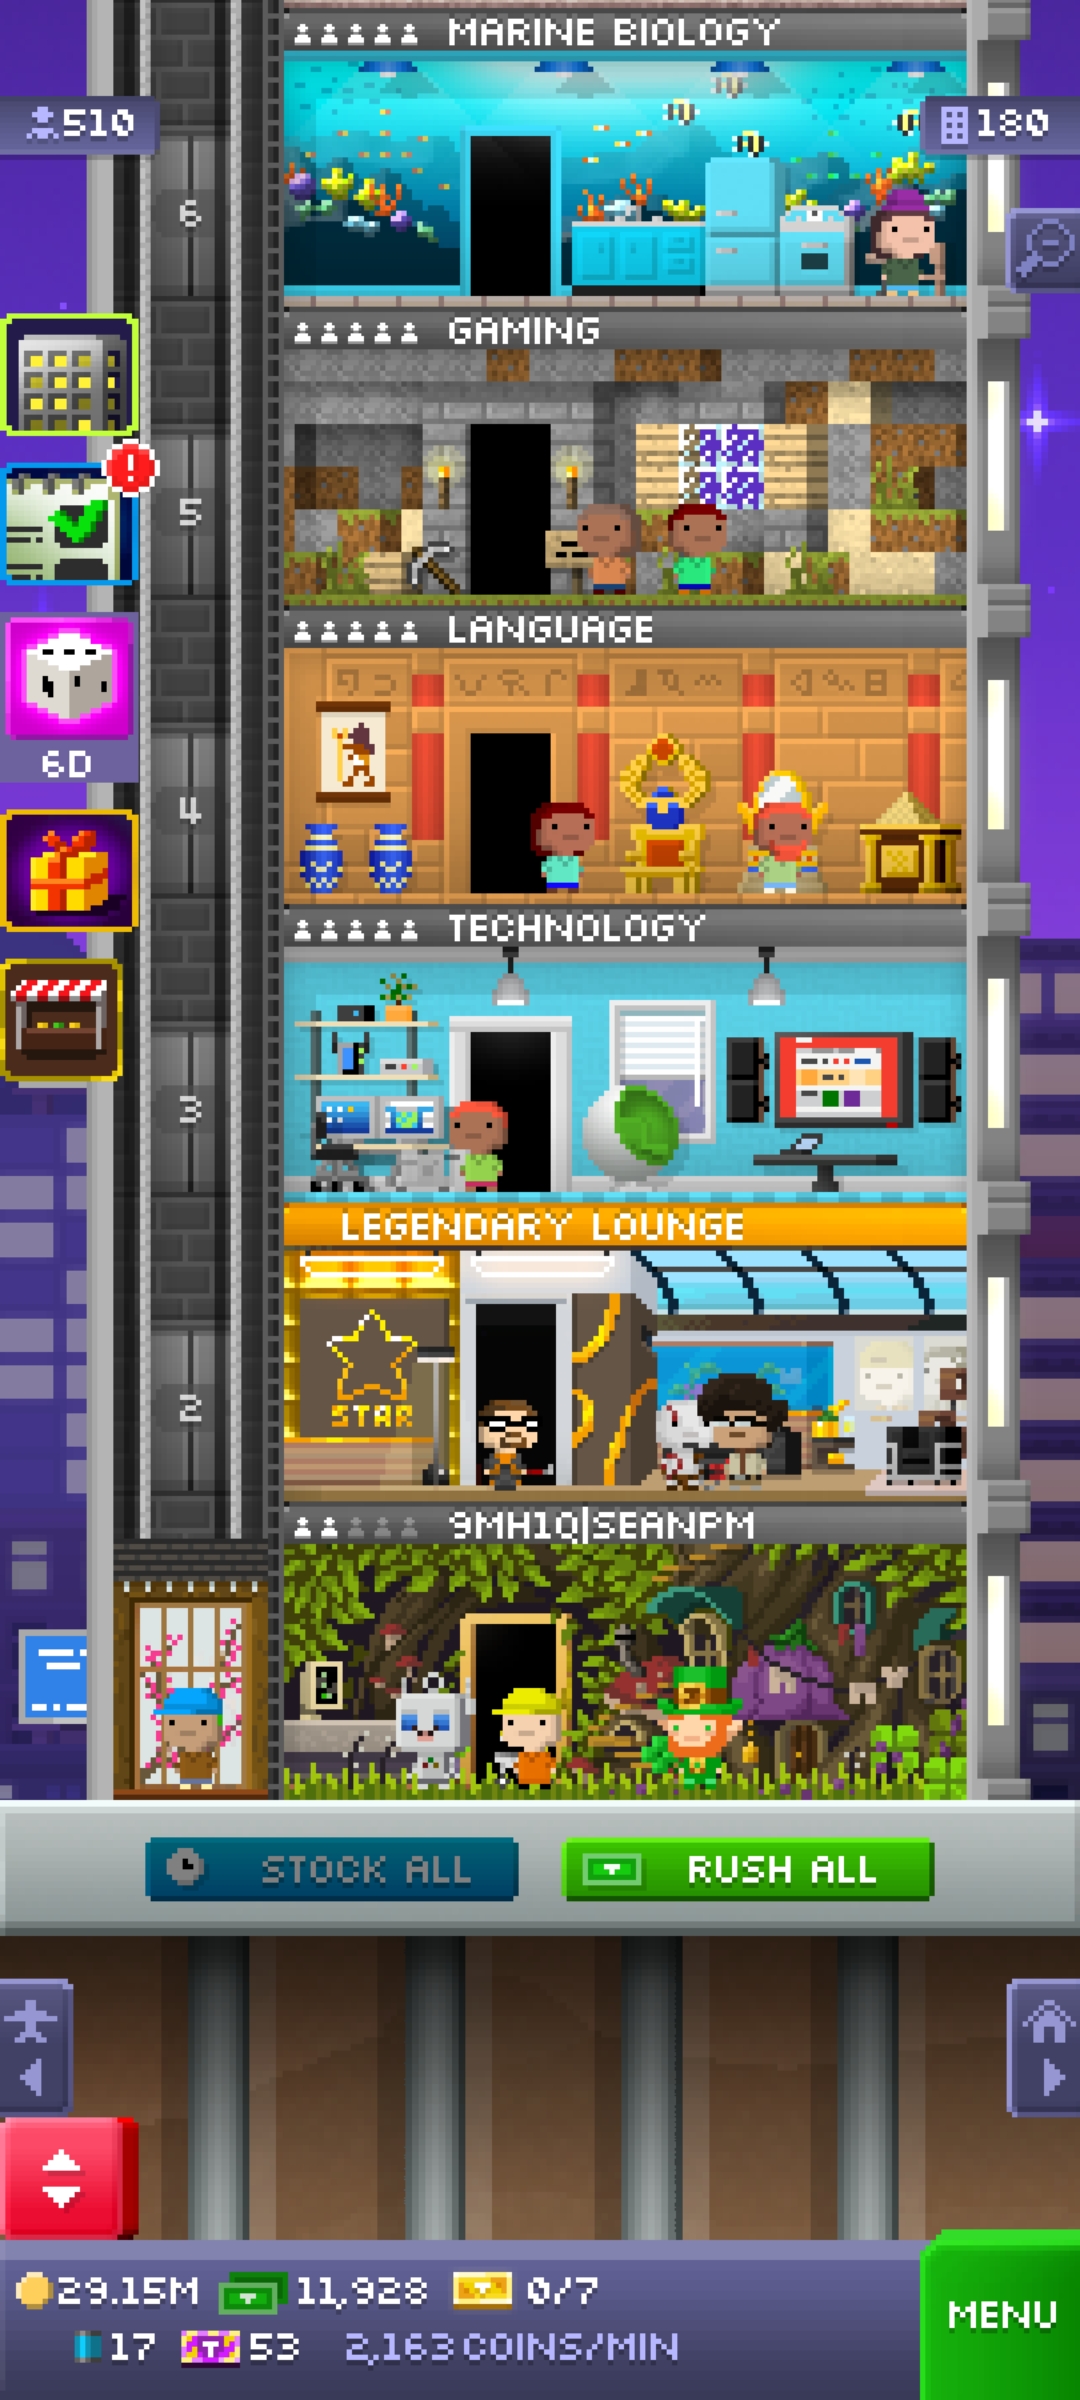 MARINE BIOLOGY
510
180
6
GAMING
5
LANGUAGE
6D
4
TECHNOLOGY
3
LEGENDARY LOUNGE
STAR
2
9MH1Q|SEANPM
STOCK ALL
RUSH ALL
29.15M
11,928
0/7
MENU
17
53
2,163 COINS/MIN